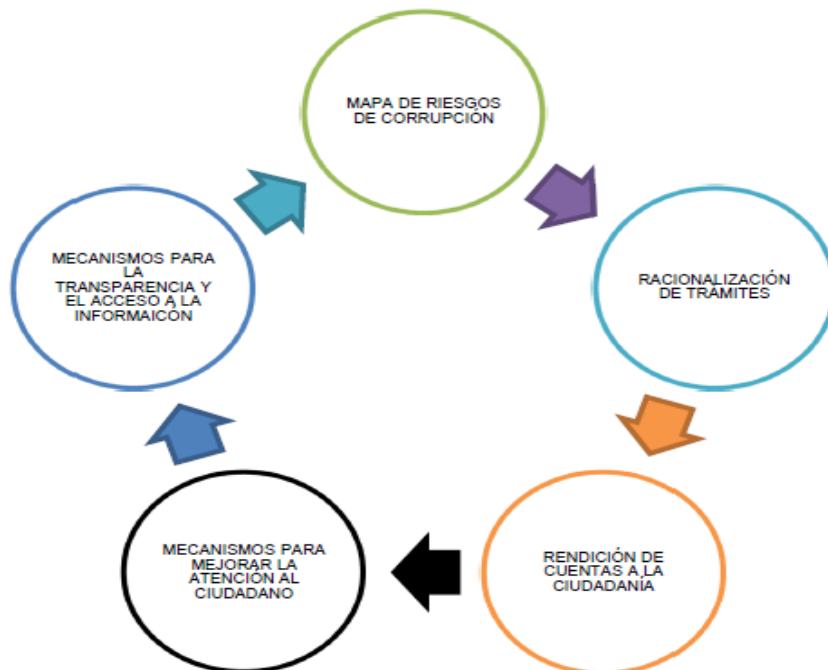 MAPA DE RIESGOS
DE CORRUPCIÓN
RACIONALIZACIÓN
DE TRÁMITES
RENDICIÓN DE
CUENTAS A LA
CIUDADANÍA
MECANISMOS PARA
MEJORAR LA
ATENCIÓN AL
CIUDADANO
MECANISMOS PARA
LA
TRANSPARENCIA Y
EL ACCESO A LA
INFORMAICÓN